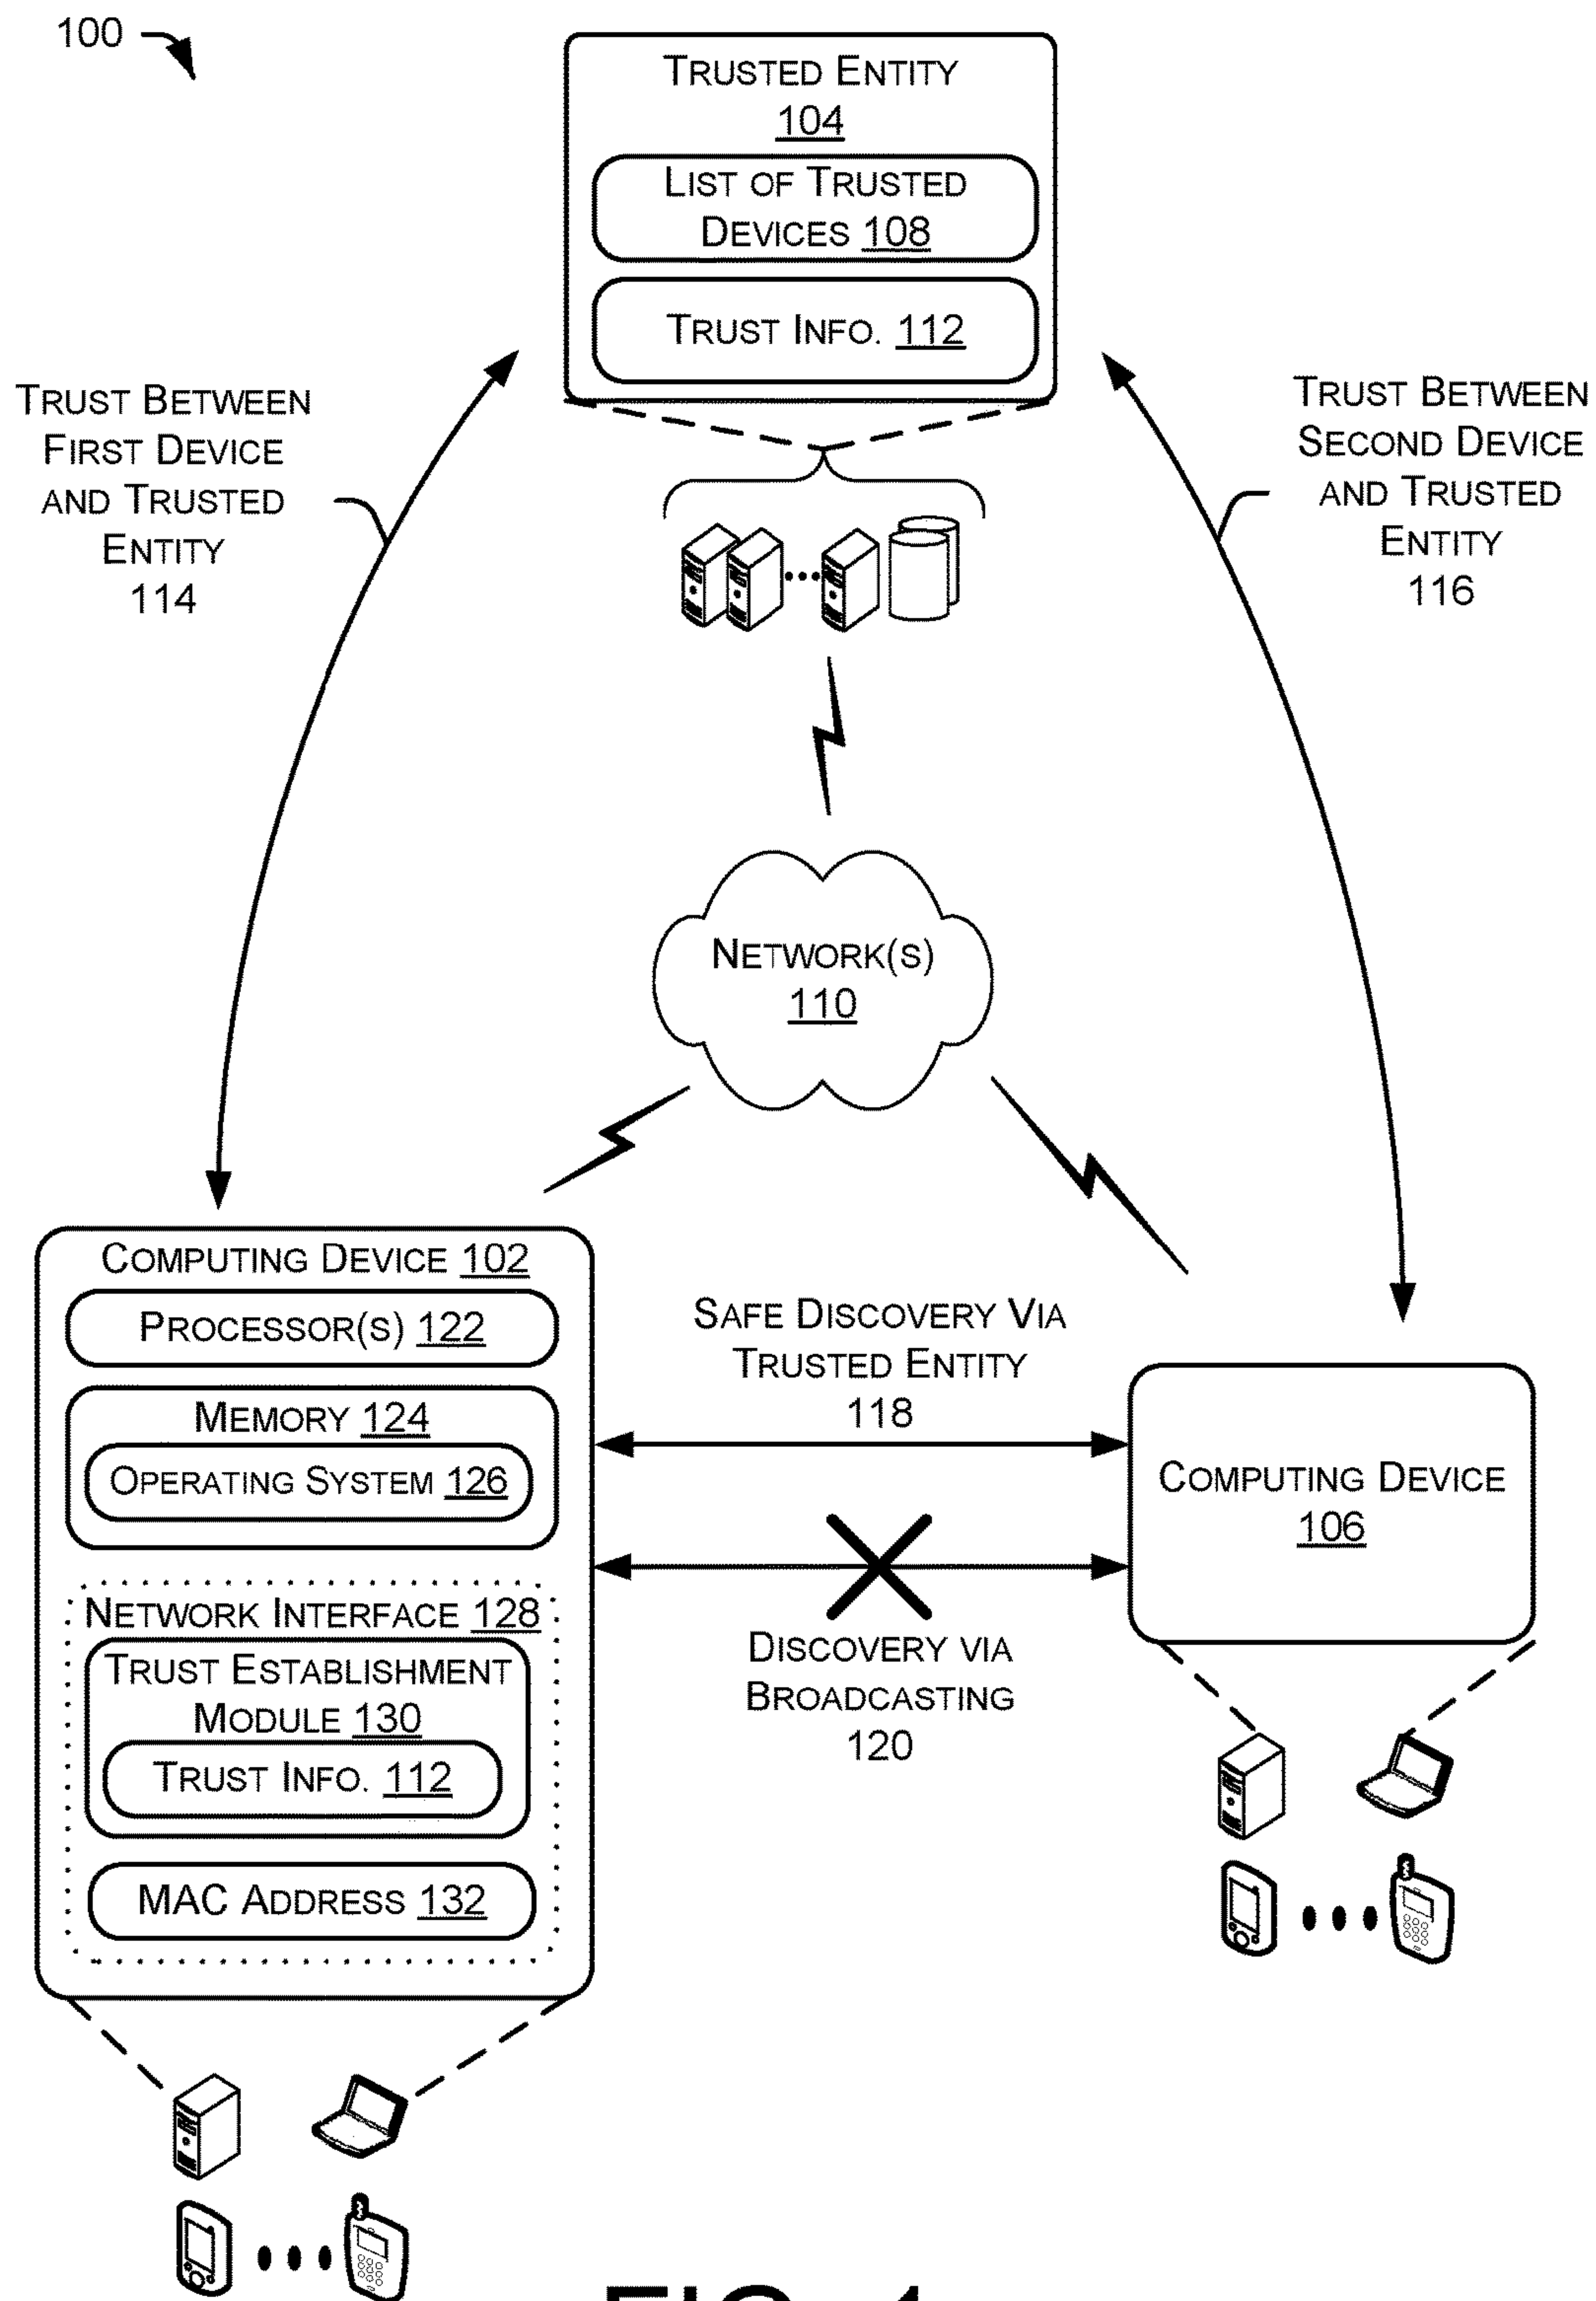 100
TRUSTED ENTITY
104
LIST OF TRUSTED
DEVICES 108
TRUST INFO. 112
TRUST BETWEEN
FIRST DEVICE
AND TRUSTED
ENTITY
114
TRUST BETWEEN
SECOND DEVICE
AND TRUSTED
ENTITY
116
NETWORK(S)
110
COMPUTING DEVICE 102
PROCESSOR(S) 122
MEMORY 124
OPERATING SYSTEM 126
NETWORK INTERFACE 128
TRUST ESTABLISHMENT
MODULE 130
TRUST INFO. 112
MAC ADDRESS 132
SAFE DISCOVERY VIA
TRUSTED ENTITY
118
DISCOVERY VIA
BROADCASTING
120
COMPUTING DEVICE
106
FIG. 1